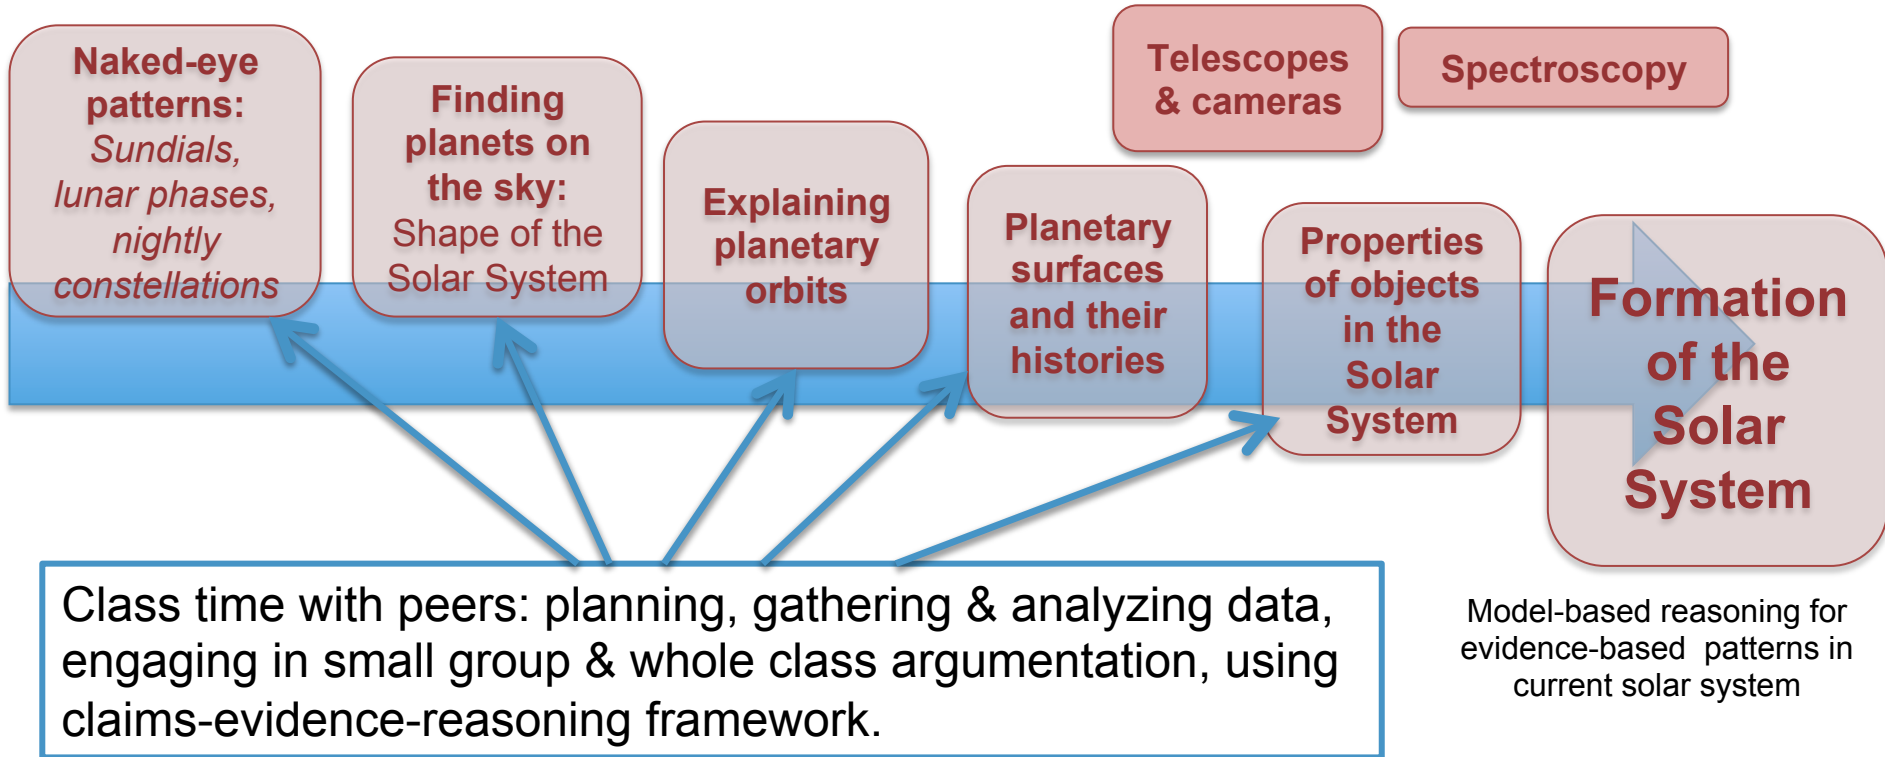 Naked-eye
patterns:
Sundials,
lunar phases,
nightly
constellations
Finding
planets on
the sky:
Shape of the
Solar System
Explaining
planetary
orbits
Telescopes
& cameras
Spectroscopy
Planetary
surfaces
and their
histories
Properties
of objects
in the
Solar
System
Formation
of the
Solar
System
Class time with peers: planning, gathering & analyzing data,
engaging in small group & whole class argumentation, using
claims-evidence-reasoning framework.
Model-based reasoning for
evidence-based patterns in
current solar system